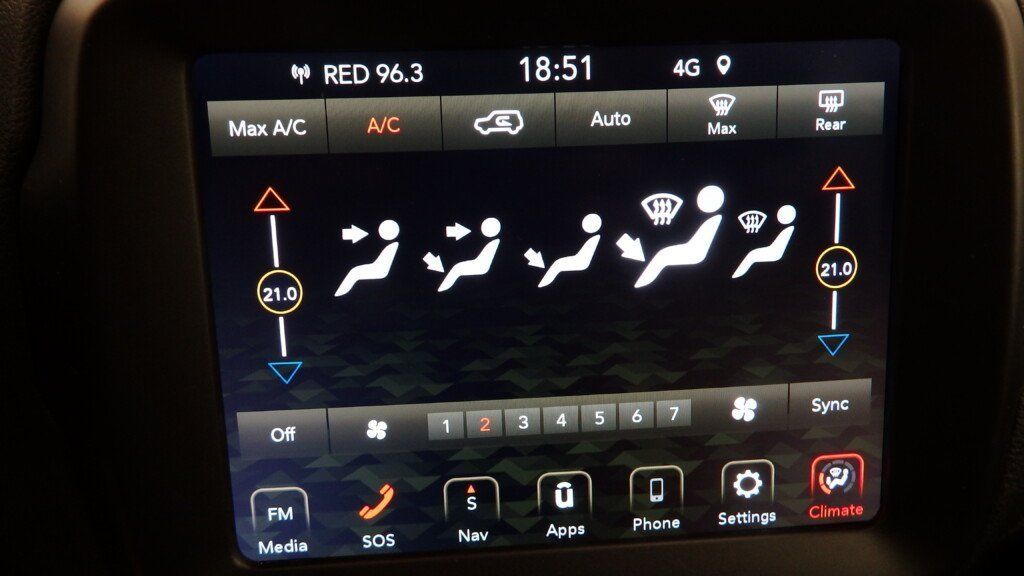 RED 96.3 18:51 4G
Max A/C A/C Auto Max Rear
21.0 21.0
Off 1 2 3 4 5 6 7 Sync
FM S
Media SOS Nav Apps Phone Settings Climate